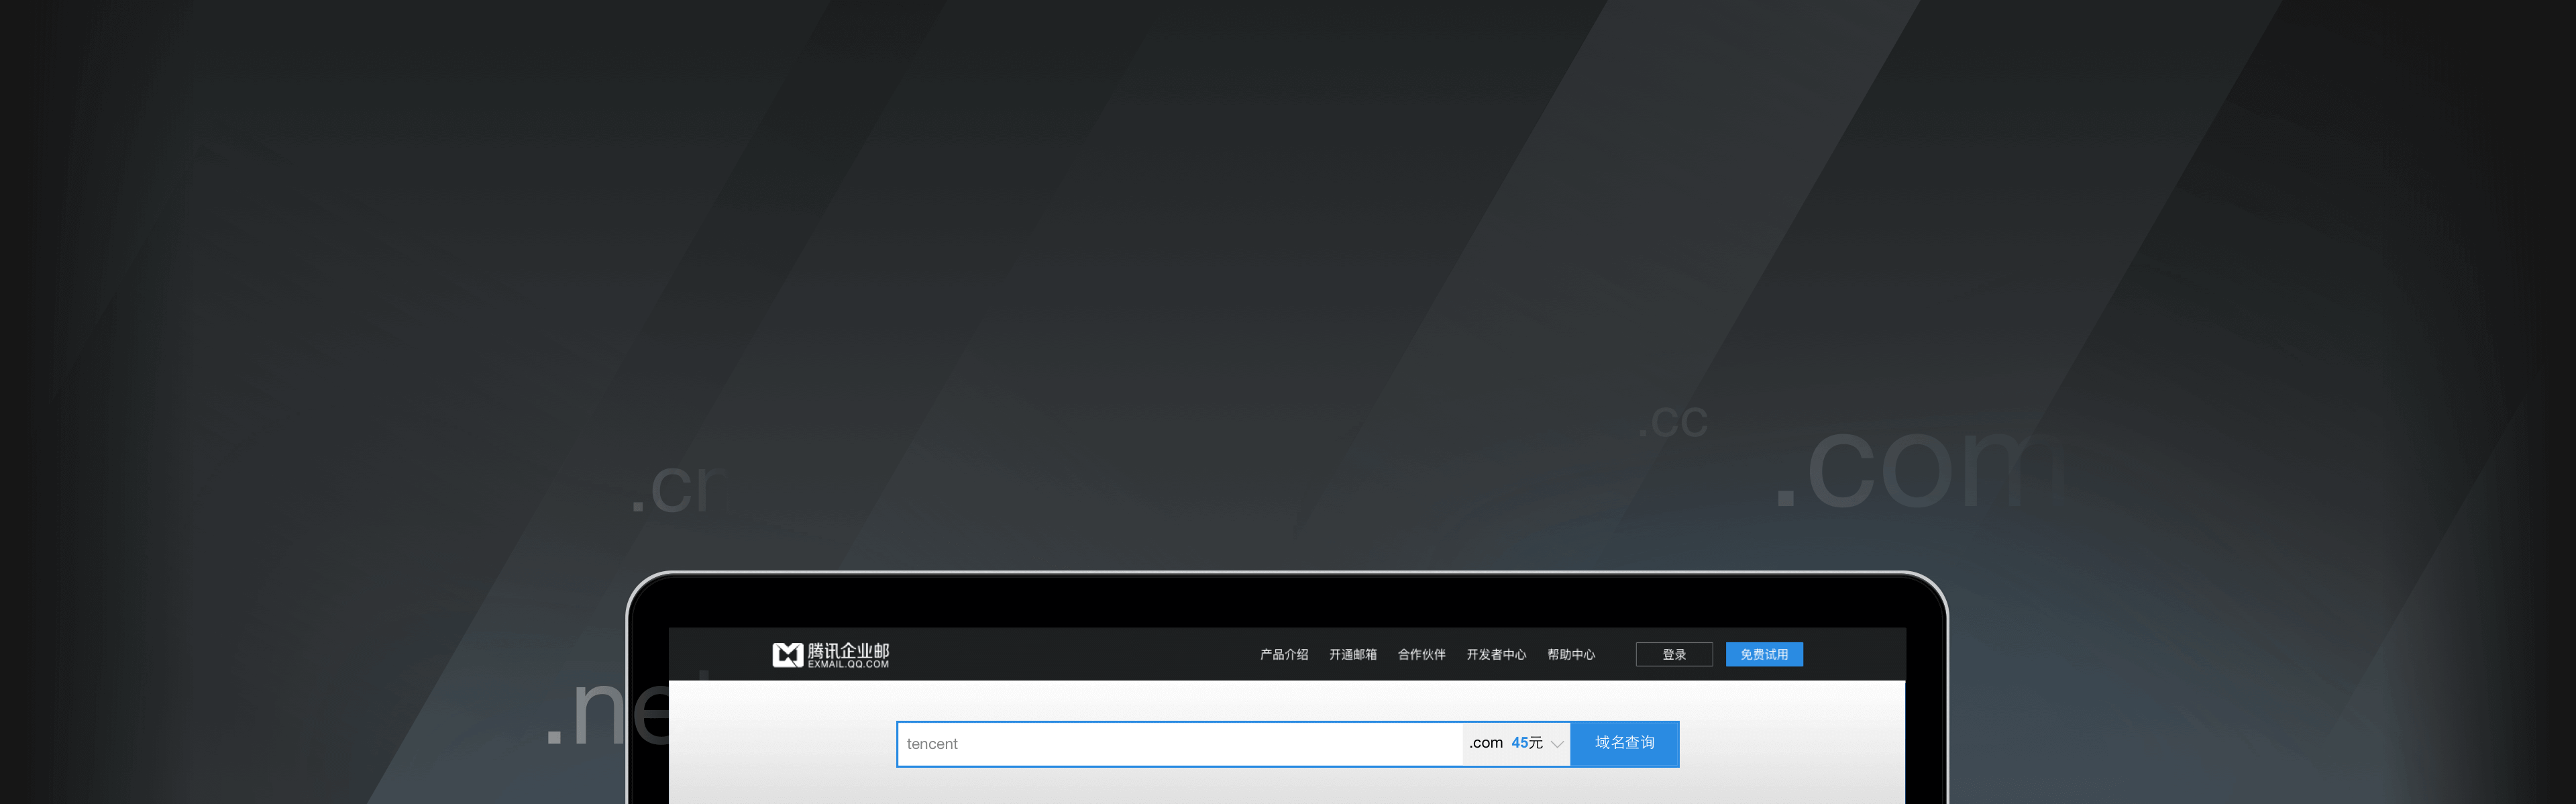 .cc
.com
.cn
腾讯企业邮
EXMAIL.QQ.COM
产品介绍 开通邮箱 合作伙伴 开发者中心 帮助中心 登录 免费试用
.net
tencent .com 45元 域名查询